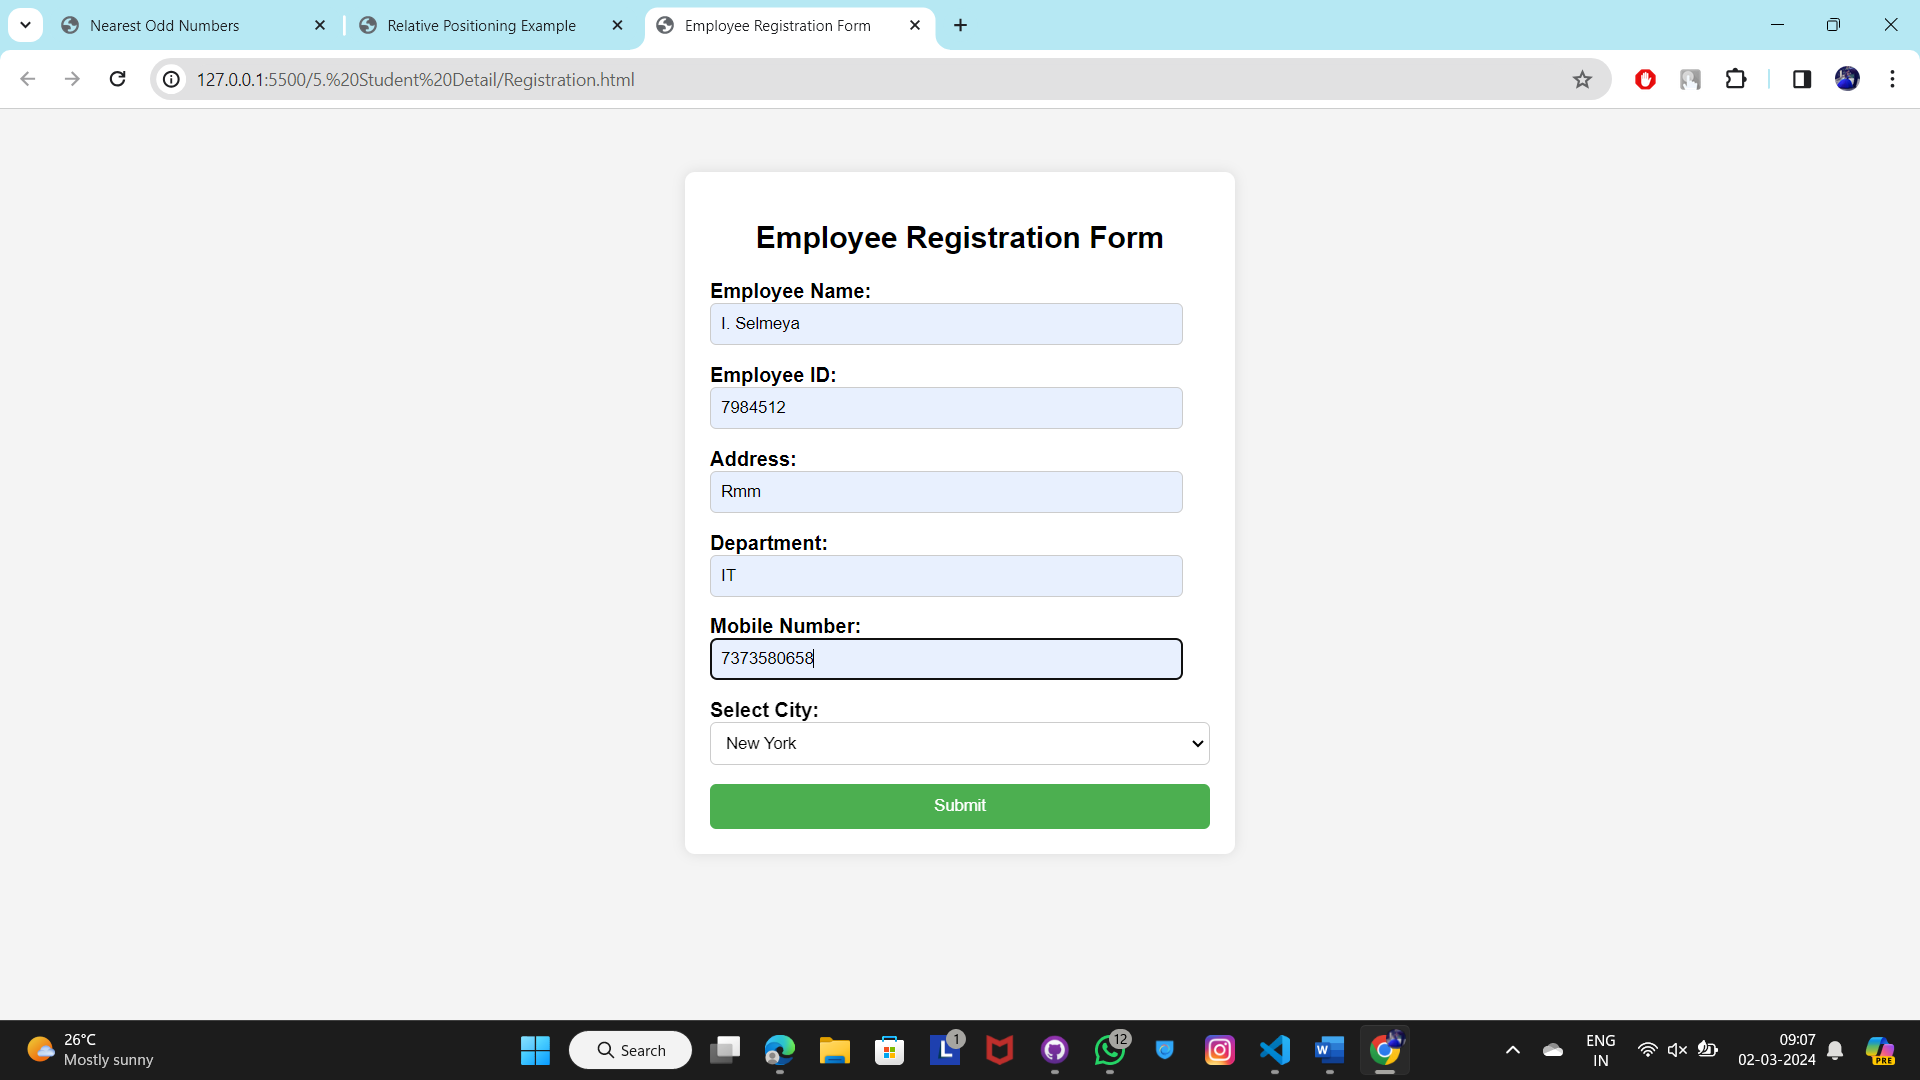 Nearest Odd Numbers
Relative Positioning Example
Employee Registration Form
127.0.0.1:5500/5.%20Student%20Detail/Registration.html
Employee Registration Form
Employee Name:
I. Selmeya
Employee ID:
7984512
Address:
Rmm
Department:
IT
Mobile Number:
7373580658
Select City:
New York
Submit
26°C
Mostly sunny
Search
L
1
12
W
ENG
IN
09:07
02-03-2024
PRE